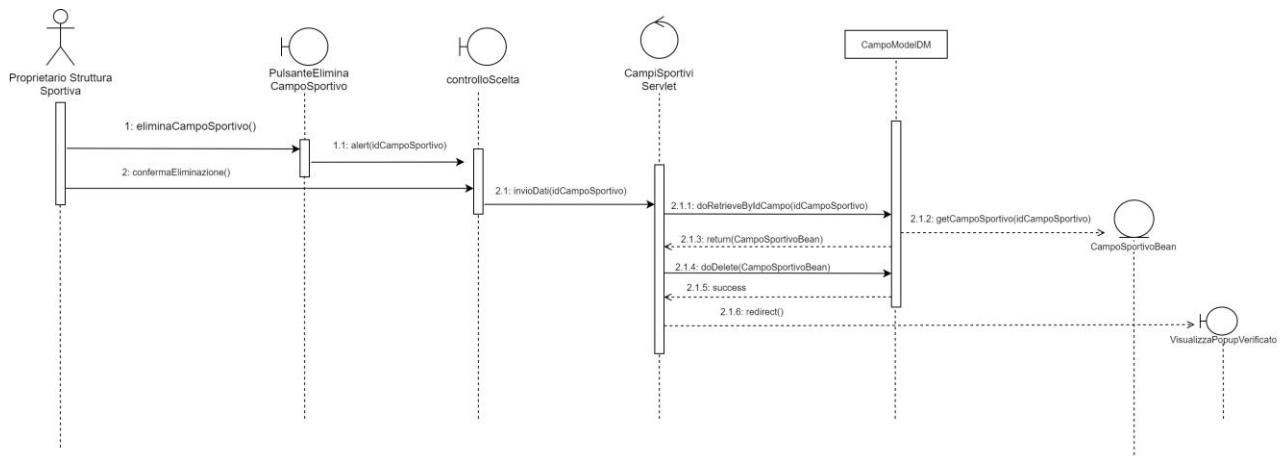 Proprietario Struttura
Sportiva
PulsanteElimina
CampoSportivo
controlloScelta
CampiSportivi
Servlet
CampoModelDM
1: eliminaCampoSportivo()
1.1: alert(idCampoSportivo)
2: confermaEliminazione()
2.1: invioDati(idCampoSportivo)
2.1.1: doRetrieveByIdCampo(idCampoSportivo)
2.1.2: getCampoSportivo(idCampoSportivo)
CampoSportivoBean
2.1.3: return(CampoSportivoBean)
2.1.4: doDelete(CampoSportivoBean)
2.1.5: success
2.1.6: redirect()
VisualizzaPopupVerificato